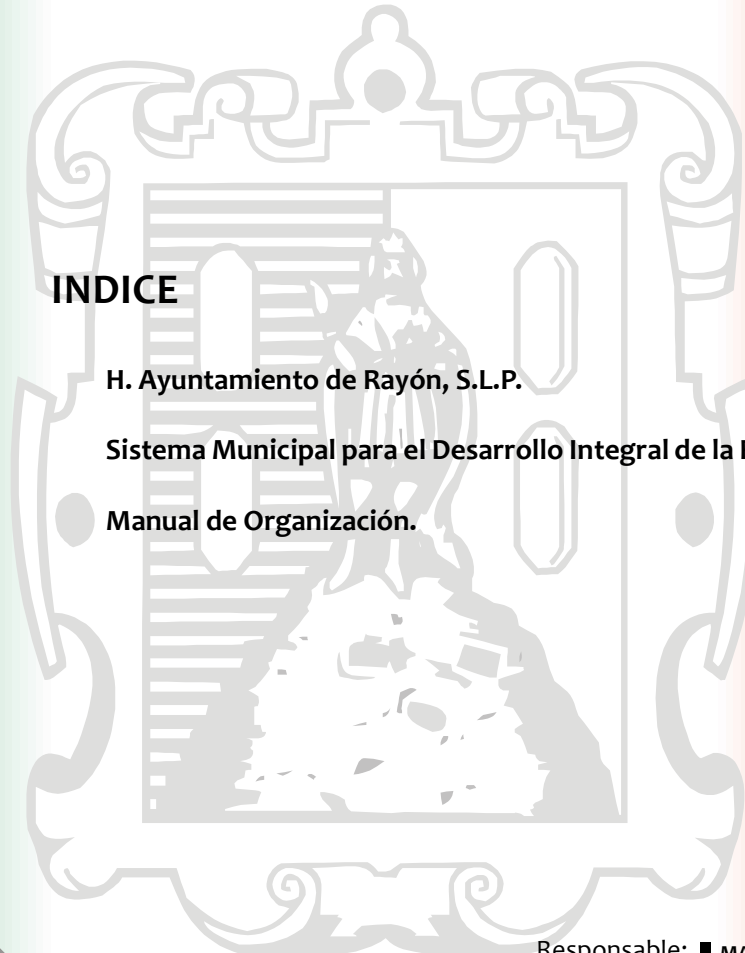 INDICE
H. Ayuntamiento de Rayón, S.L.P.
Sistema Municipal para el Desarrollo Integral de la
Manual de Organización.
Responsable: